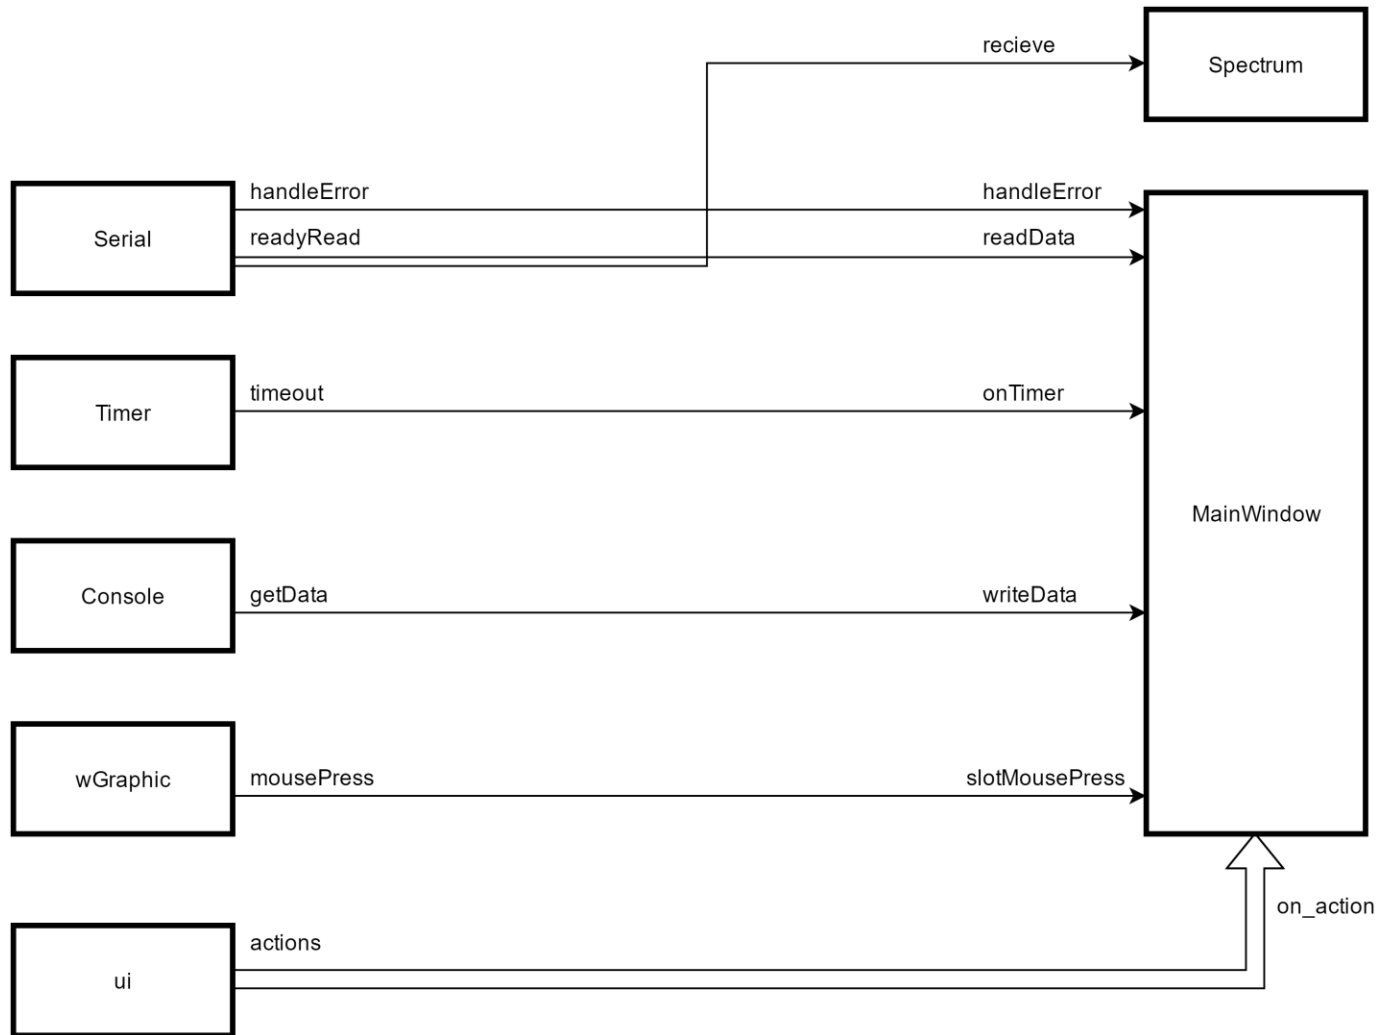 recieve
Spectrum
handleError
handleError
Serial
readyRead
readData
timeout
onTimer
Timer
MainWindow
getData
writeData
Console
mousePress
slotMousePress
wGraphic
on_action
actions
ui